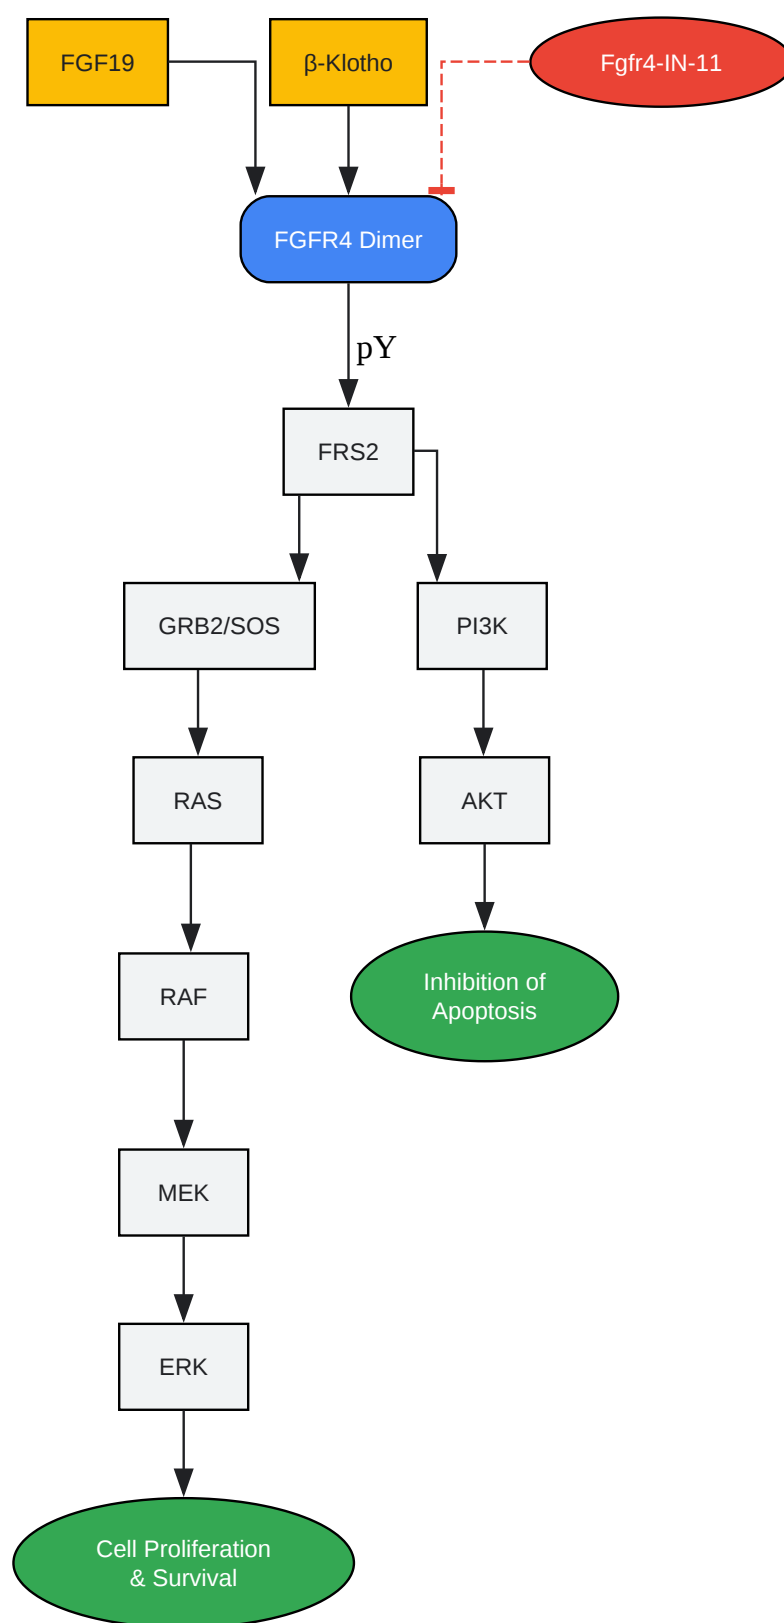 FGF19
β-Klotho
Fgfr4-IN-11
FGFR4 Dimer
pY
FRS2
GRB2/SOS
PI3K
RAS
AKT
RAF
Inhibition of
Apoptosis
MEK
ERK
Cell Proliferation
& Survival